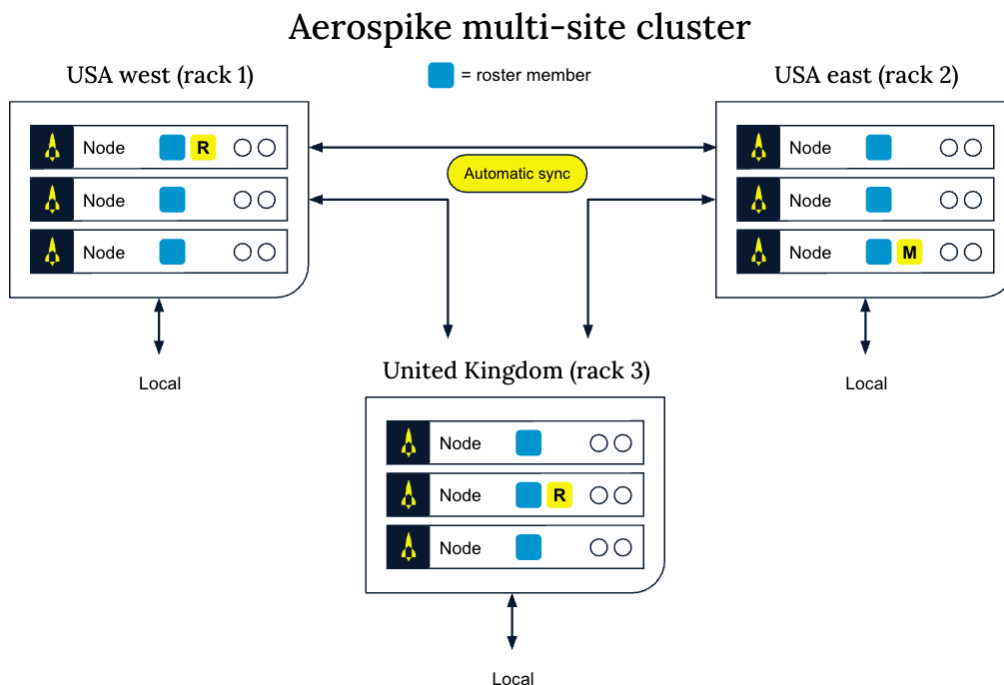 Aerospike multi-site cluster
USA west (rack 1)
= roster member
USA east (rack 2)
Node R
Node
Node
Automatic sync
Node
Node
Node M
Local
Local
United Kingdom (rack 3)
Node
Node R
Node
Local